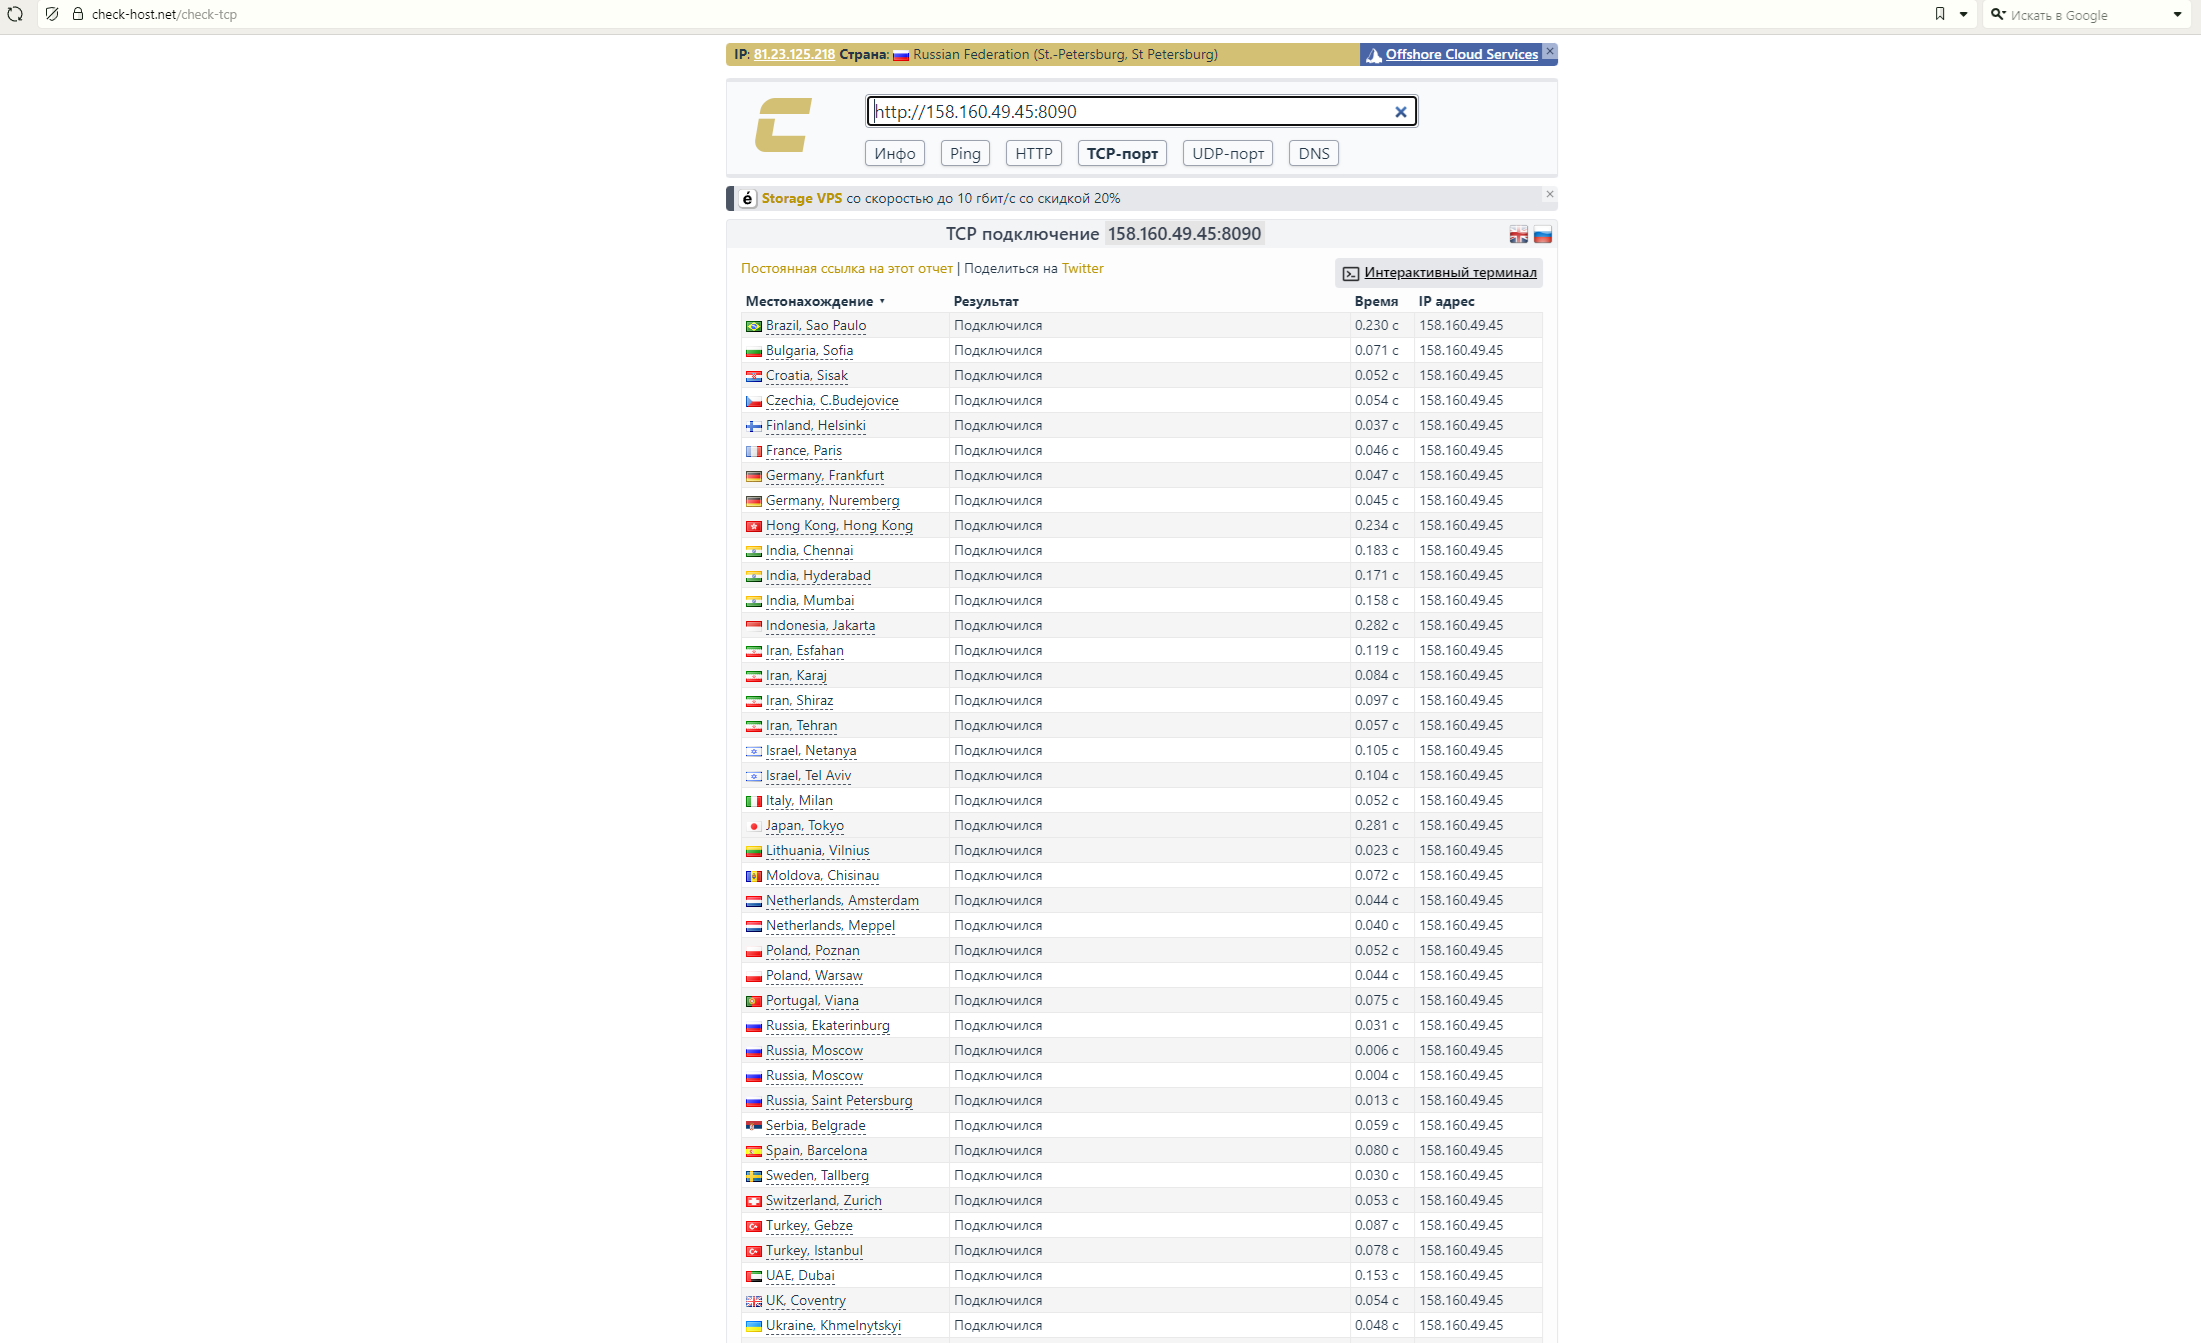 check-host.net/check-tcp
Искать в Google
IP: 81.23.125.218 Страна: Russian Federation (St.-Petersburg, St Petersburg)
Offshore Cloud Services
http://158.160.49.45:8090
Инфо Ping HTTP TCP-порт UDP-порт DNS
Storage VPS со скоростью до 10 гбит/с со скидкой 20%
TCP подключение 158.160.49.45:8090
Постоянная ссылка на этот отчет | Поделиться на Twitter
Интерактивный терминал
Местонахождение Результат Время IP адрес
Brazil, Sao Paulo Подключился 0.230 с 158.160.49.45
Bulgaria, Sofia Подключился 0.071 с 158.160.49.45
Croatia, Sisak Подключился 0.052 с 158.160.49.45
Czechia, C.Budejovice Подключился 0.054 с 158.160.49.45
Finland, Helsinki Подключился 0.037 с 158.160.49.45
France, Paris Подключился 0.046 с 158.160.49.45
Germany, Frankfurt Подключился 0.047 с 158.160.49.45
Germany, Nuremberg Подключился 0.045 с 158.160.49.45
Hong Kong, Hong Kong Подключился 0.234 с 158.160.49.45
India, Chennai Подключился 0.183 с 158.160.49.45
India, Hyderabad Подключился 0.171 с 158.160.49.45
India, Mumbai Подключился 0.158 с 158.160.49.45
Indonesia, Jakarta Подключился 0.282 с 158.160.49.45
Iran, Esfahan Подключился 0.119 с 158.160.49.45
Iran, Karaj Подключился 0.084 с 158.160.49.45
Iran, Shiraz Подключился 0.097 с 158.160.49.45
Iran, Tehran Подключился 0.057 с 158.160.49.45
Israel, Netanya Подключился 0.105 с 158.160.49.45
Israel, Tel Aviv Подключился 0.104 с 158.160.49.45
Italy, Milan Подключился 0.052 с 158.160.49.45
Japan, Tokyo Подключился 0.281 с 158.160.49.45
Lithuania, Vilnius Подключился 0.023 с 158.160.49.45
Moldova, Chisinau Подключился 0.072 с 158.160.49.45
Netherlands, Amsterdam Подключился 0.044 с 158.160.49.45
Netherlands, Meppel Подключился 0.040 с 158.160.49.45
Poland, Poznan Подключился 0.052 с 158.160.49.45
Poland, Warsaw Подключился 0.044 с 158.160.49.45
Portugal, Viana Подключился 0.075 с 158.160.49.45
Russia, Ekaterinburg Подключился 0.031 с 158.160.49.45
Russia, Moscow Подключился 0.006 с 158.160.49.45
Russia, Moscow Подключился 0.004 с 158.160.49.45
Russia, Saint Petersburg Подключился 0.013 с 158.160.49.45
Serbia, Belgrade Подключился 0.059 с 158.160.49.45
Spain, Barcelona Подключился 0.080 с 158.160.49.45
Sweden, Tallberg Подключился 0.030 с 158.160.49.45
Switzerland, Zurich Подключился 0.053 с 158.160.49.45
Turkey, Gebze Подключился 0.087 с 158.160.49.45
Turkey, Istanbul Подключился 0.078 с 158.160.49.45
UAE, Dubai Подключился 0.153 с 158.160.49.45
UK, Coventry Подключился 0.054 с 158.160.49.45
Ukraine, Khmelnytskyi Подключился 0.048 с 158.160.49.45